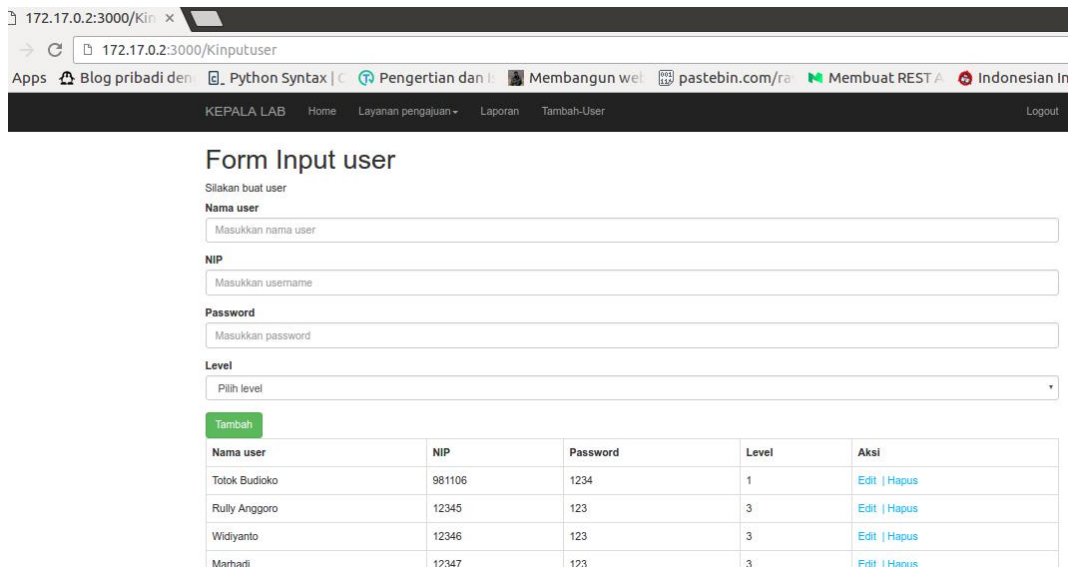 172.17.0.2:3000/Kin
172.17.0.2:3000/Kinputuser
Apps Blog pribadi den Python Syntax | C Pengertian dan Is Membangun web pastebin.com/ra Membuat REST A Indonesian In
KEPALA LAB Home Layanan pengajuan Laporan Tambah-User Logout
Form Input user
Silakan buat user
Nama user
Masukkan nama user
NIP
Masukkan username
Password
Masukkan password
Level
Pilih level
Tambah
Nama user NIP Password Level Aksi
Totok Budioko 981106 1234 1 Edit | Hapus
Rully Anggoro 12345 123 3 Edit | Hapus
Widiyanto 12346 123 3 Edit | Hapus
Marhadi 12347 123 3 Edit | Hapus